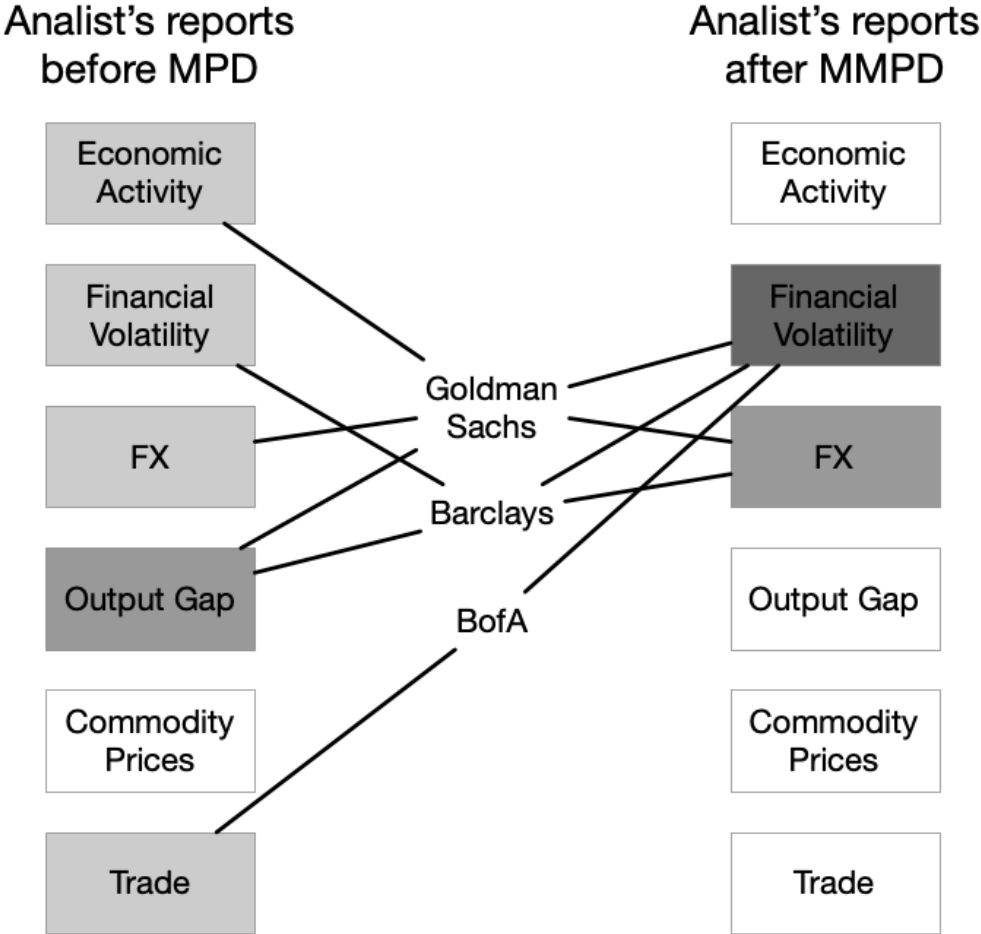 Analist's reports
before MPD
Economic
Activity
Financial
Volatility
FX
Output Gap
Commodity
Prices
Trade
Goldman
Sachs
Barclays
BofA
Analist's reports
after MMPD
Economic
Activity
Financial
Volatility
FX
Output Gap
Commodity
Prices
Trade